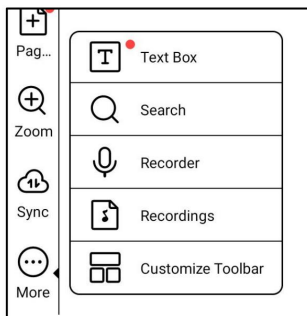 Pag...
Zoom
Sync
More
Text Box
Search
Recorder
Recordings
Customize Toolbar